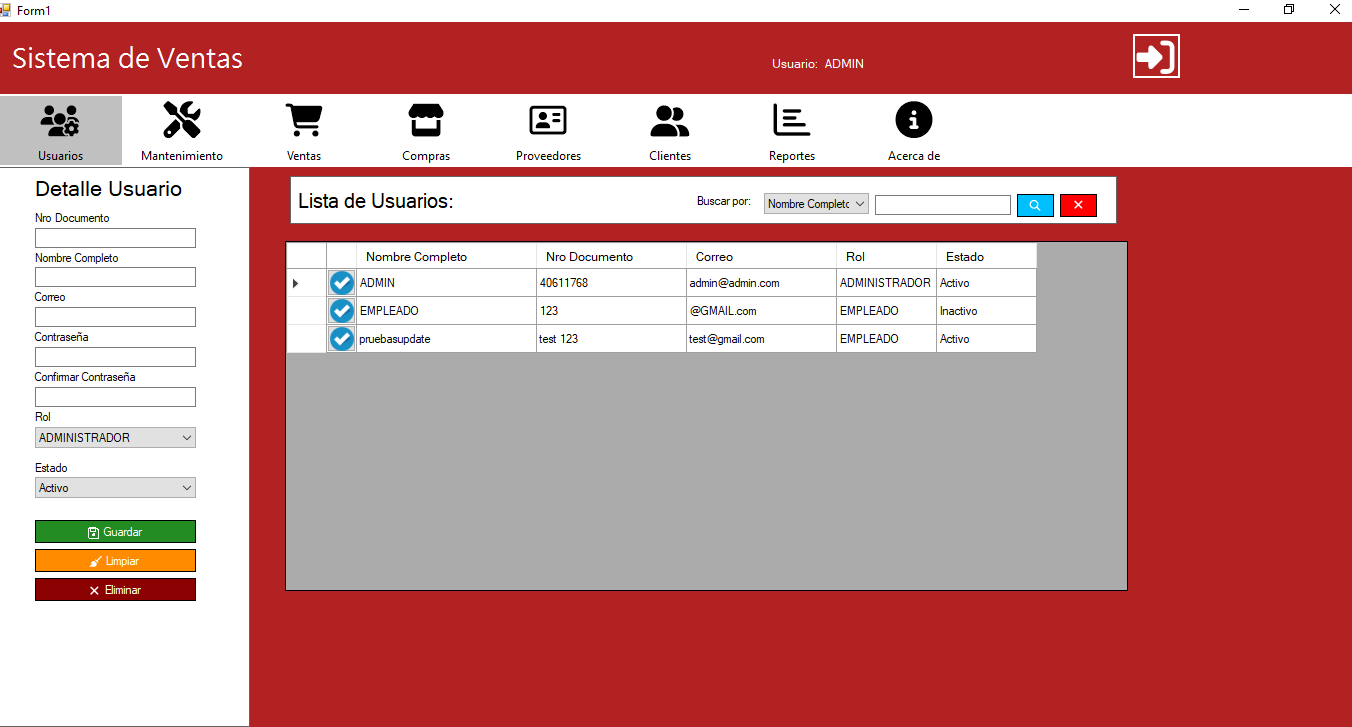 Form1
Sistema de Ventas
Usuario: ADMIN
Usuarios
Mantenimiento
Ventas
Compras
Proveedores
Clientes
Reportes
Acerca de
Detalle Usuario
Nro Documento
Nombre Completo
Correo
Contraseña
Confirmar Contraseña
Rol
ADMINISTRADOR
Estado
Activo
Guardar
Limpiar
Eliminar
Lista de Usuarios:
Buscar por:
Nombre Completo
Nombre Completo Nro Documento Correo Rol Estado
ADMIN 40611768 admin@admin.com ADMINISTRADOR Activo
EMPLEADO 123 @GMAIL.com EMPLEADO Inactivo
pruebasupdate test 123 test@gmail.com EMPLEADO Activo